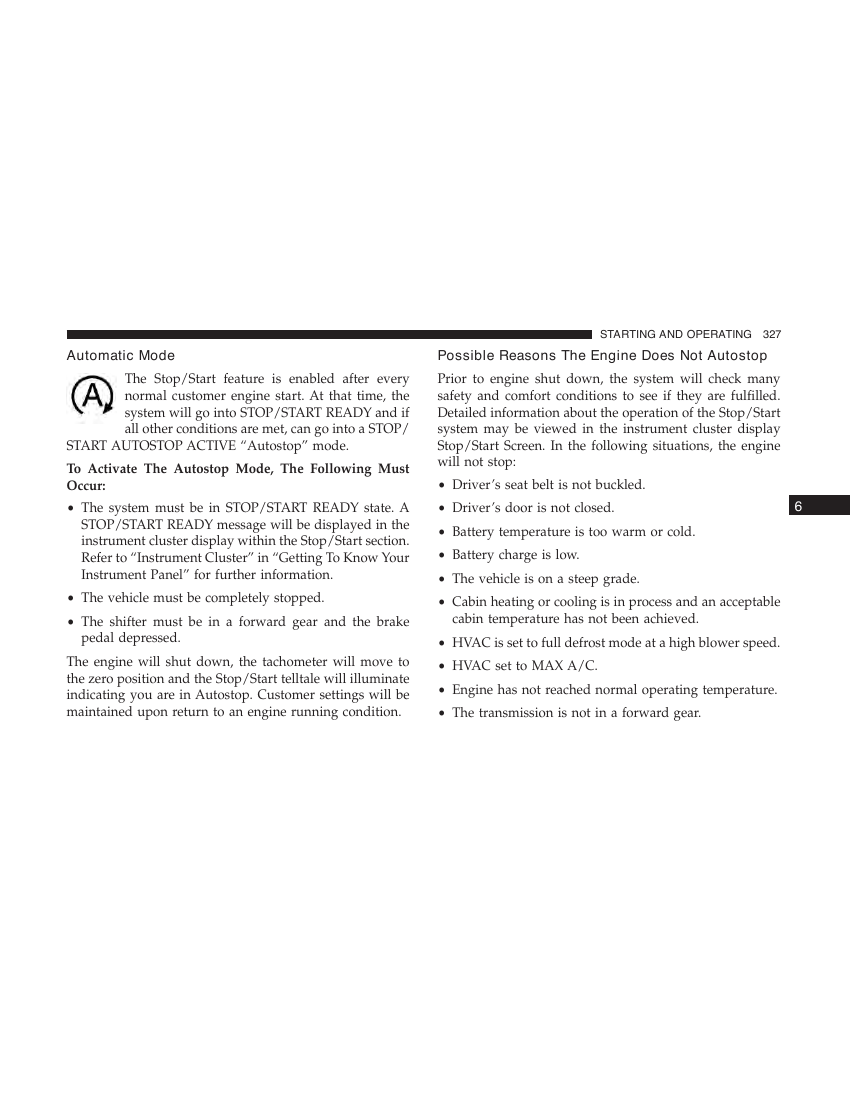 STARTING AND OPERATING 327
Automatic Mode
A
The Stop/Start feature is enabled after every
normal customer engine start. At that time, the
system will go into STOP/START READY and if
all other conditions are met, can go into a STOP/
START AUTOSTOP ACTIVE “Autostop” mode.
To Activate The Autostop Mode, The Following Must
Occur:
• The system must be in STOP/START READY state. A
STOP/START READY message will be displayed in the
instrument cluster display within the Stop/Start section.
Refer to “Instrument Cluster” in “Getting To Know Your
Instrument Panel” for further information.
• The vehicle must be completely stopped.
• The shifter must be in a forward gear and the brake
pedal depressed.
The engine will shut down, the tachometer will move to
the zero position and the Stop/Start telltale will illuminate
indicating you are in Autostop. Customer settings will be
maintained upon return to an engine running condition.
Possible Reasons The Engine Does Not Autostop
Prior to engine shut down, the system will check many
safety and comfort conditions to see if they are fulfilled.
Detailed information about the operation of the Stop/Start
system may be viewed in the instrument cluster display
Stop/Start Screen. In the following situations, the engine
will not stop:
• Driver’s seat belt is not buckled.
• Driver’s door is not closed.
• Battery temperature is too warm or cold.
• Battery charge is low.
• The vehicle is on a steep grade.
• Cabin heating or cooling is in process and an acceptable
cabin temperature has not been achieved.
• HVAC is set to full defrost mode at a high blower speed.
• HVAC set to MAX A/C.
• Engine has not reached normal operating temperature.
• The transmission is not in a forward gear.
6